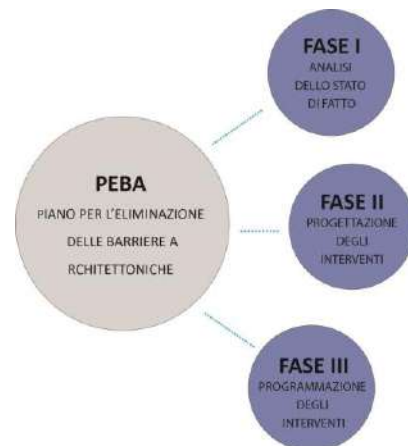 PEBA
PIANO PER L'ELIMINAZIONE
DELLE BARRIERE A
RCHITETTONICHE
FASE I
ANALISI
DELLO STATO
DI FATTO
FASE II
PROGETTAZIONE
DEGLI
INTERVENTI
FASE III
PROGRAMMAZIONE
DEGLI
INTERVENTI